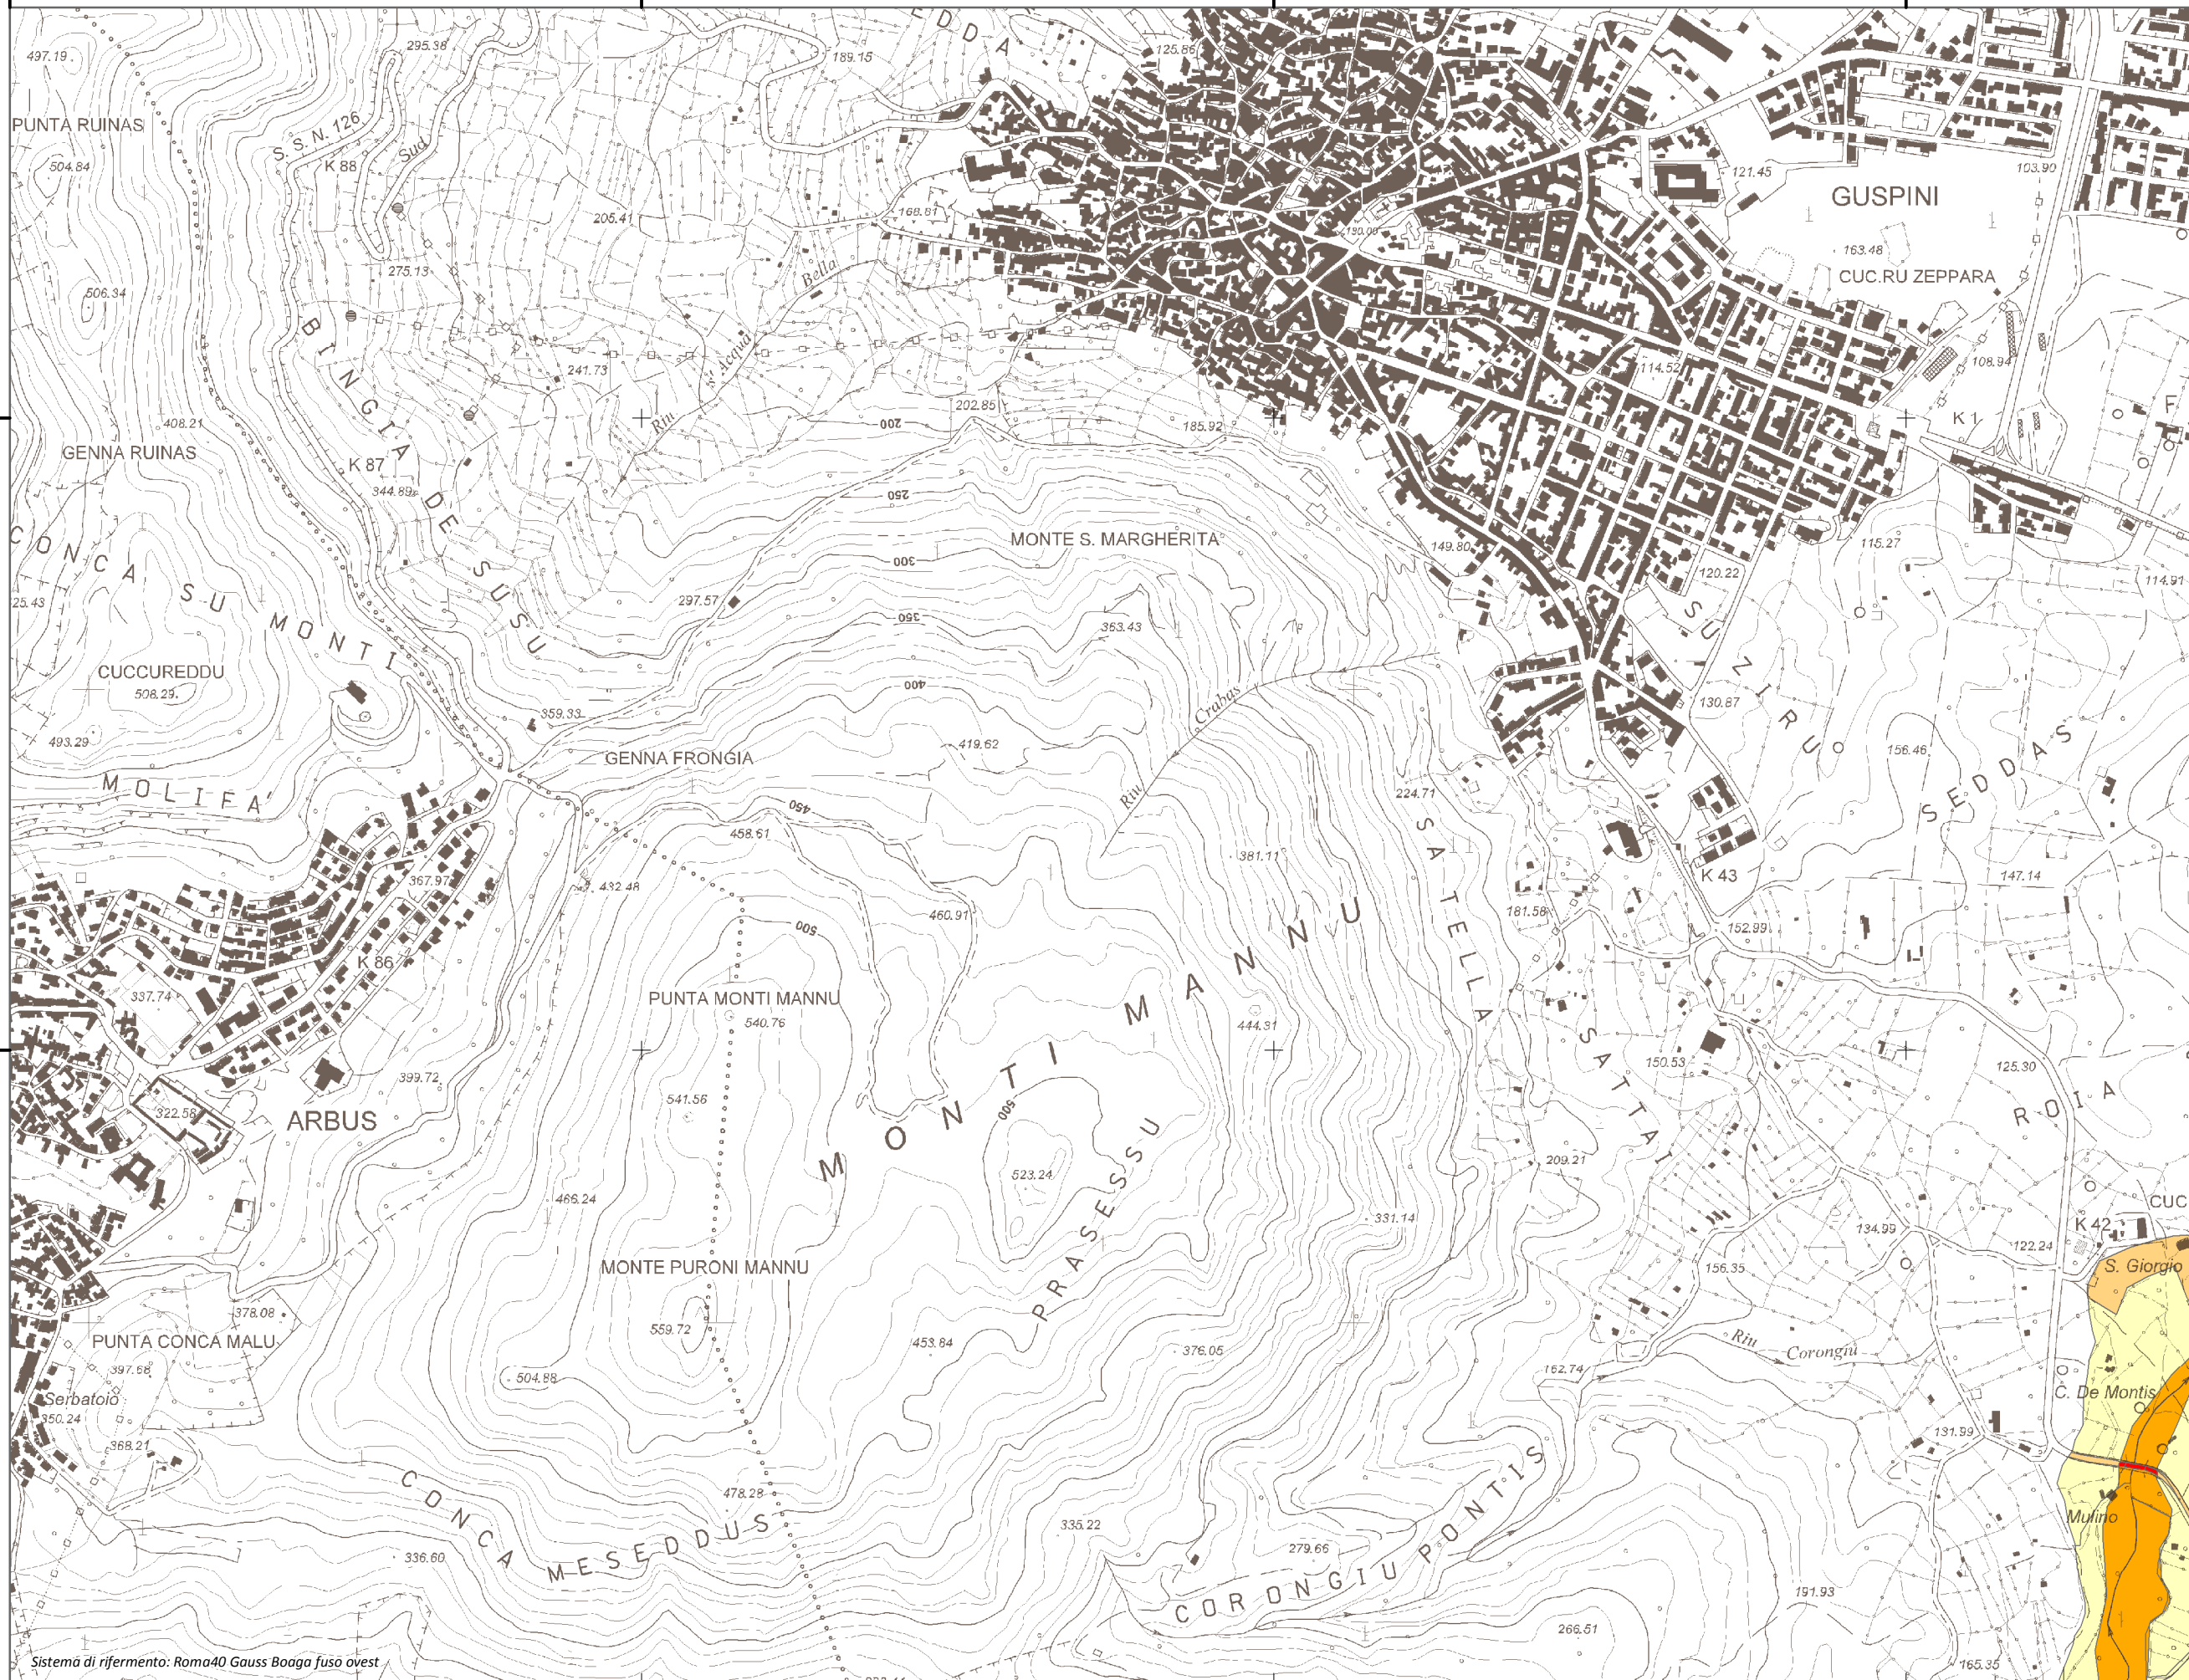 497.19
295.38
189.15
EDDA
125.86
PUNTA RUINAS
S. S. N. 126
K 88
Sud
504.84
121.45
103.90
GUSPINI
205.41
168.81
130.00
163.48
CUC.RU ZEPPARA
275.13
506.34
Riu s'Acqua Bella
241.73
114.52
108.94
BINGIA DE SUSU
202.85
200
185.92
K 1
F
408.21
GENNA RUINAS
K 87
344.89
250
MONTE S. MARGHERITA
149.80
115.27
CONCA SU MONTI
300
120.22
114.91
25.43
297.57
350
363.43
SU ZIRU
CUCCUREDDU
508.29
400
Riu Crabas
130.87
493.29
359.33
419.62
156.46
SEDDAS
GENNA FRONGIA
MOLIFA'
450
458.61
224.71
SA TELLA
381.11
367.97
432.48
K 43
147.14
460.91
181.58
152.99
500
K 86
337.74
PUNTA MONTI MANNU
540.76
MONTI MANNU
444.31
SATTAI
150.53
125.30
399.72
541.56
500
ROIA
322.58
ARBUS
523.24
PRASESSU
209.21
466.24
331.14
CUC
K 42
134.99
122.24
MONTE PURONI MANNU
156.35
S. Giorgio
378.08
559.72
453.84
376.05
Riu Corongiu
PUNTA CONCA MALU
397.68
504.88
162.74
Serbatoio
350.24
C. De Montis
368.21
131.99
CONCA MESEDDUS
478.28
335.22
Mulino
336.60
279.66
CORONGIU PONTIS
191.93
266.51
165.35
Sistema di rifermento: Roma40 Gauss Boaga fuso ovest